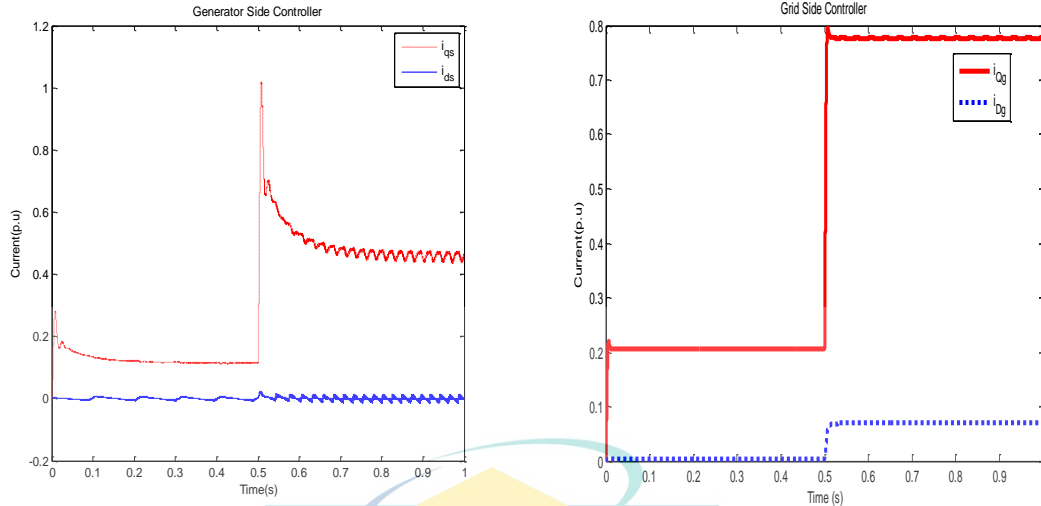 Generator Side Controller
1.2
1
0.8
0.6
0.4
0.2
0
-0.2
Current(p.u)
iqs
ids
0 0.1 0.2 0.3 0.4 0.5 0.6 0.7 0.8 0.9 1
Time(s)
Grid Side Controller
0.8
0.7
0.6
0.5
0.4
0.3
0.2
0.1
0
Current(p.u)
iQg
iDg
0 0.1 0.2 0.3 0.4 0.5 0.6 0.7 0.8 0.9
Time (s)